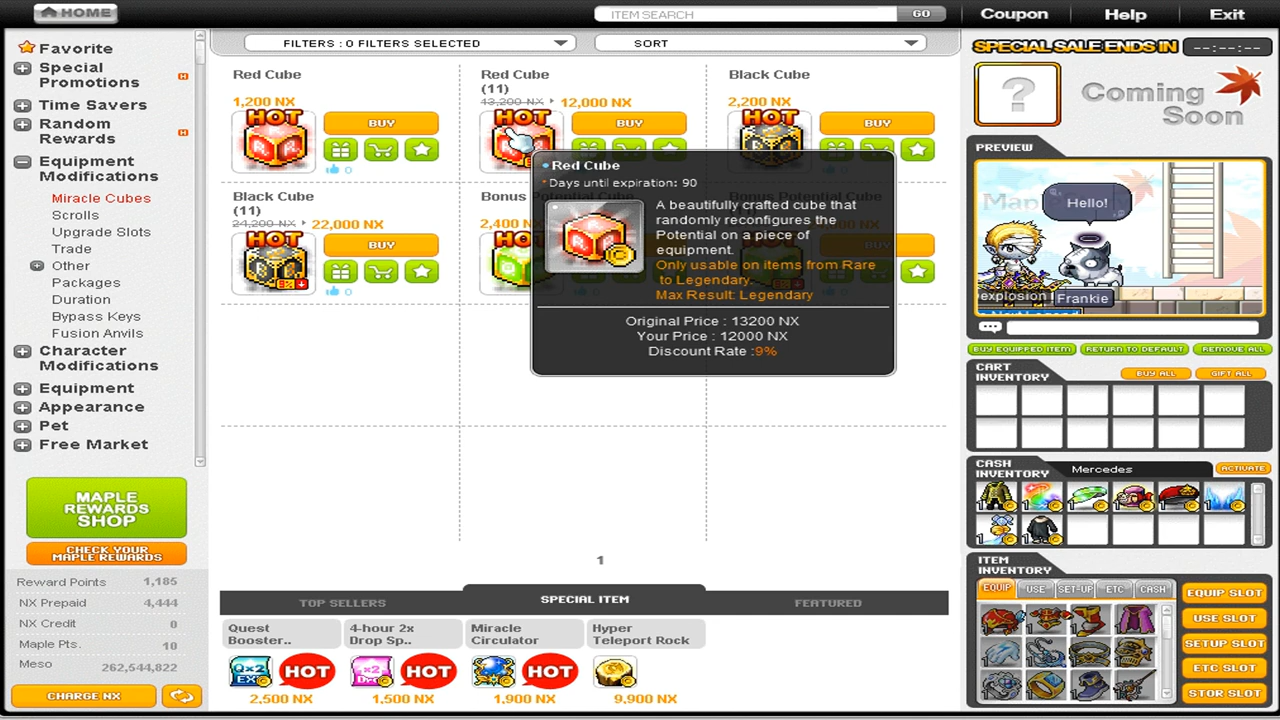 HOME
ITEM SEARCH
GO
Coupon
Help
Exit
Favorite
Special
Promotions
Time Savers
Random
Rewards
Equipment
Modifications
Miracle Cubes
Scrolls
Upgrade Slots
Trade
Other
Packages
Duration
Bypass Keys
Fusion Anvils
Character
Modifications
Equipment
Appearance
Pet
Free Market
MAPLE
REWARDS
SHOP
CHECK YOUR
MAPLE REWARDS
Reward Points 1,185
NX Prepaid 4,444
NX Credit 0
Maple Pts. 10
Meso 262,544,822
CHARGE NX
FILTERS : 0 FILTERS SELECTED
SORT
Red Cube
1,200 NX
HOT
BUY
0
Red Cube
(11)
13,200 NX 12,000 NX
HOT
BUY
Black Cube
2,200 NX
HOT
BUY
Black Cube
(11)
24,200 NX 22,000 NX
HOT
BUY
0
Bonus Potential Cube
2,400 NX
BUY
Red Cube
Days until expiration: 90
A beautifully crafted cube that
randomly reconfigures the
Potential on a piece of
equipment.
Only usable on items from Rare
to Legendary.
Max Result: Legendary
Original Price : 13200 NX
Your Price : 12000 NX
Discount Rate :9%
1
TOP SELLERS
SPECIAL ITEM
FEATURED
Quest
Booster..
HOT
2,500 NX
4-hour 2x
Drop Sp..
HOT
1,500 NX
Miracle
Circulator
HOT
1,900 NX
Hyper
Teleport Rock
9,900 NX
SPECIAL SALE ENDS IN --:--:--
?
Coming
Soon
PREVIEW
Hello!
explosion
Frankie
BUY EQUIPPED ITEM
RETURN TO DEFAULT
REMOVE ALL
CART
INVENTORY
BUY ALL
GIFT ALL
CASH
INVENTORY
Mercedes
ACTIVATE
ITEM
INVENTORY
EQUIP
USE
SET-UP
ETC
CASH
EQUIP SLOT
USE SLOT
SETUP SLOT
ETC SLOT
STOR SLOT